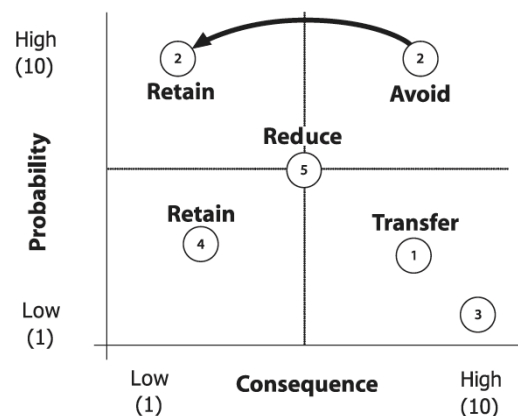 High
(10)
2
2
Retain
Avoid
Reduce
5
Probability
Retain
4
Transfer
1
3
Low
(1)
Low
(1)
Consequence
High
(10)